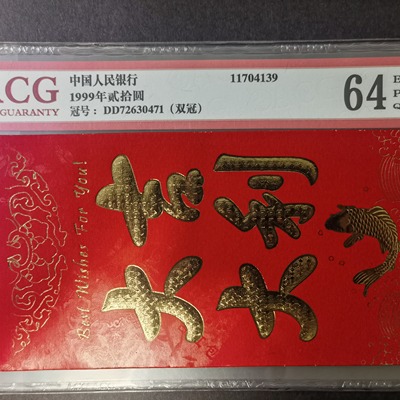 ACG
GUARANTY
中国人民银行
1999年贰拾圆
冠号：DD72630471（双冠）
11704139
64
E
P
Q
Best Wishes For You!
大吉
大利